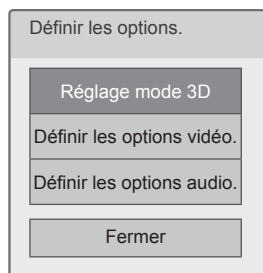 Définir les options.
Réglage mode 3D
Définir les options vidéo.
Définir les options audio.
Fermer